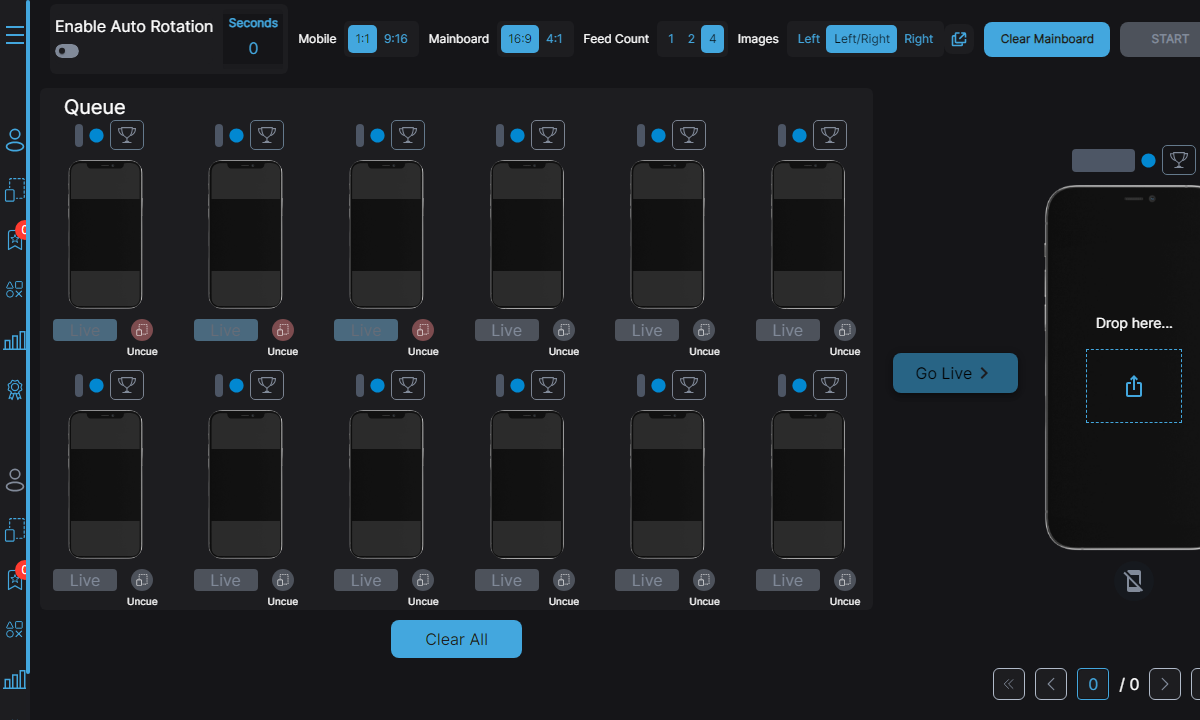 Enable Auto Rotation
Seconds
0
Mobile 1:1 9:16 Mainboard 16:9 4:1 Feed Count 1 2 4 Images Left Left/Right Right Clear Mainboard START
Queue
Live Live Live Live Live Live
Uncue Uncue Uncue Uncue Uncue Uncue
Live Live Live Live Live Live
Uncue Uncue Uncue Uncue Uncue Uncue
Clear All
Go Live
Drop here...
0 / 0